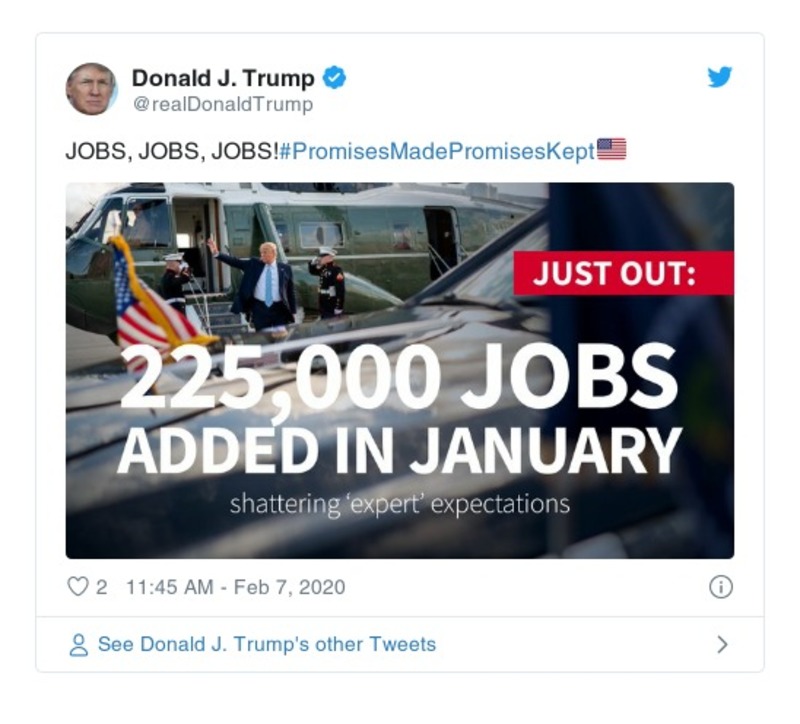 Donald J. Trump
@realDonaldTrump
JOBS, JOBS, JOBS!#PromisesMadePromisesKept🇺🇸
JUST OUT:
225,000 JOBS
ADDED IN JANUARY
shattering ‘expert’ expectations
2 11:45 AM - Feb 7, 2020
See Donald J. Trump's other Tweets